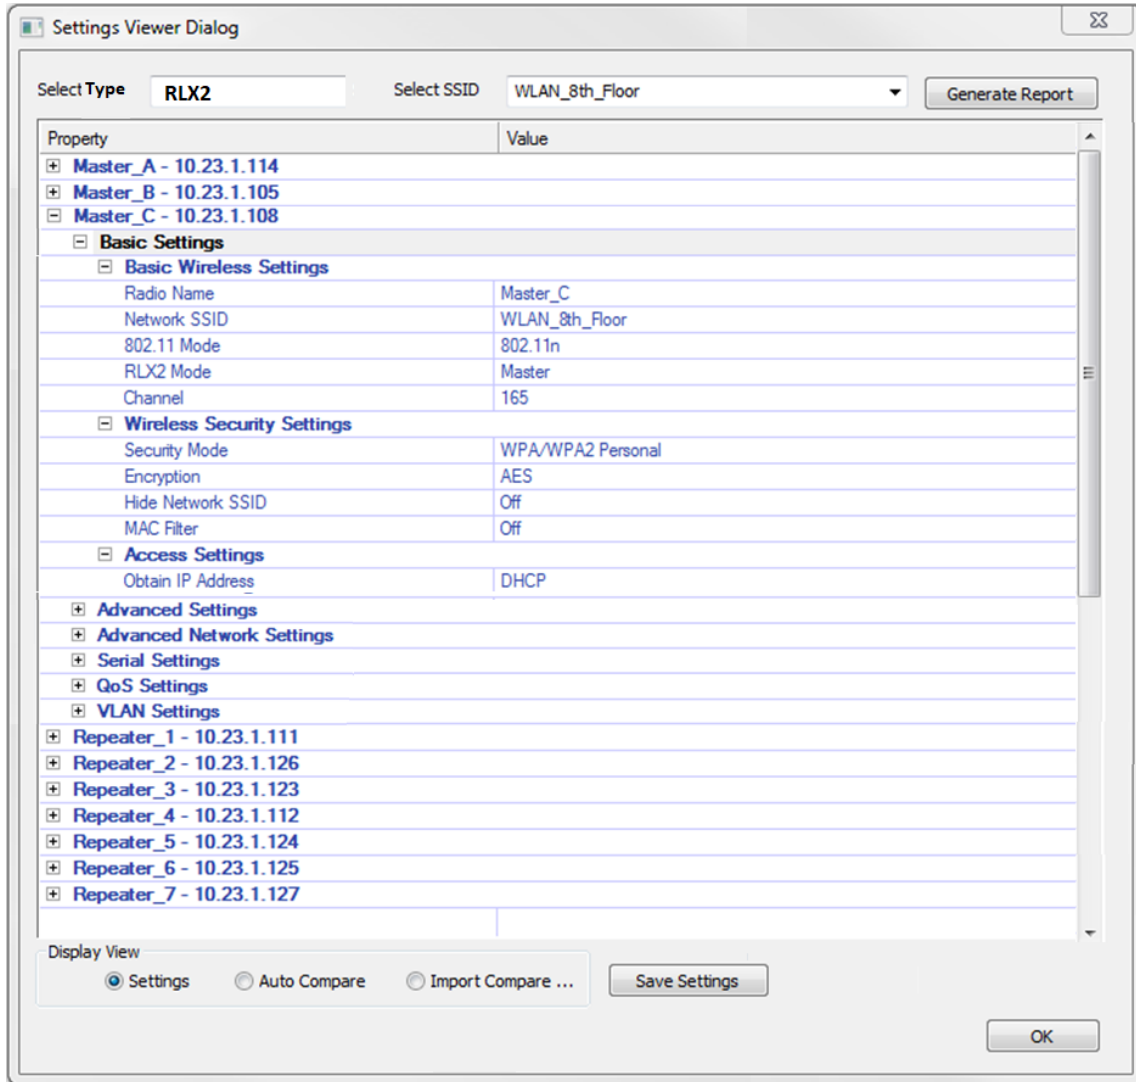 Settings Viewer Dialog
Select Type RLX2 Select SSID WLAN_8th_Floor Generate Report
Property Value
Master_A - 10.23.1.114
Master_B - 10.23.1.105
Master_C - 10.23.1.108
Basic Settings
Basic Wireless Settings
Radio Name Master_C
Network SSID WLAN_8th_Floor
802.11 Mode 802.11n
RLX2 Mode Master
Channel 165
Wireless Security Settings
Security Mode WPA/WPA2 Personal
Encryption AES
Hide Network SSID Off
MAC Filter Off
Access Settings
Obtain IP Address DHCP
Advanced Settings
Advanced Network Settings
Serial Settings
QoS Settings
VLAN Settings
Repeater_1 - 10.23.1.111
Repeater_2 - 10.23.1.126
Repeater_3 - 10.23.1.123
Repeater_4 - 10.23.1.112
Repeater_5 - 10.23.1.124
Repeater_6 - 10.23.1.125
Repeater_7 - 10.23.1.127
Display View
Settings Auto Compare Import Compare ... Save Settings
OK